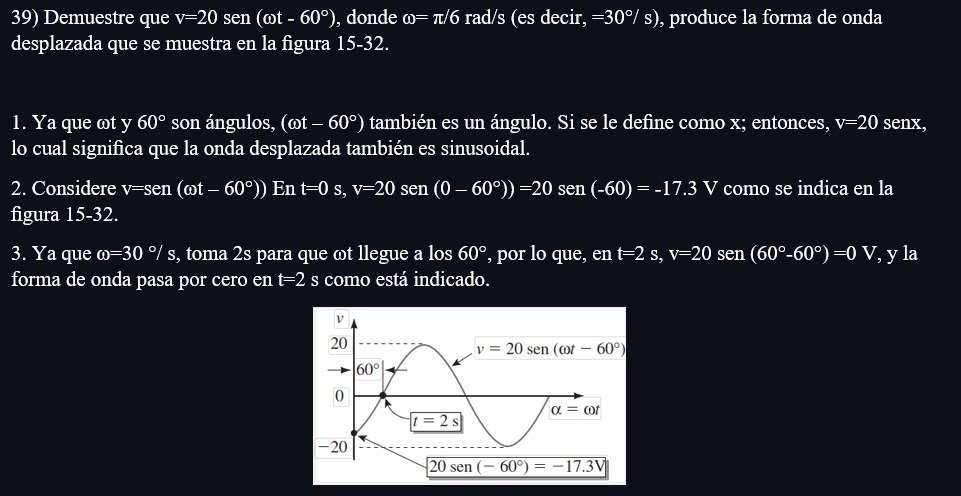 39) Demuestre que v=20 sen (ωt - 60°), donde ω= π/6 rad/s (es decir, =30°/ s), produce la forma de onda
desplazada que se muestra en la figura 15-32.
1. Ya que ωt y 60° son ángulos, (ωt – 60°) también es un ángulo. Si se le define como x; entonces, v=20 senx,
lo cual significa que la onda desplazada también es sinusoidal.
2. Considere v=sen (ωt – 60°)) En t=0 s, v=20 sen (0 – 60°)) =20 sen (-60) = -17.3 V como se indica en la
figura 15-32.
3. Ya que ω=30 °/ s, toma 2s para que ωt llegue a los 60°, por lo que, en t=2 s, v=20 sen (60°-60°) =0 V, y la
forma de onda pasa por cero en t=2 s como está indicado.
v
20
v = 20 sen (ωt − 60°)
60°
0
α = ωt
t = 2 s
−20
20 sen (− 60°) = −17.3V